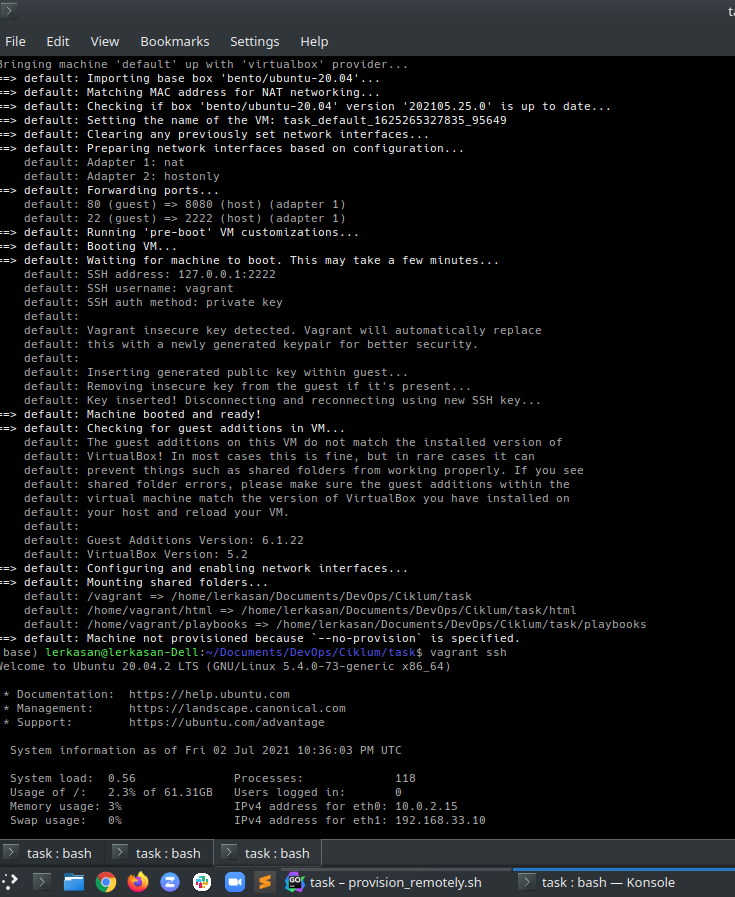 ta
File Edit View Bookmarks Settings Help
Bringing machine 'default' up with 'virtualbox' provider...
==> default: Importing base box 'bento/ubuntu-20.04'...
==> default: Matching MAC address for NAT networking...
==> default: Checking if box 'bento/ubuntu-20.04' version '202105.25.0' is up to date...
==> default: Setting the name of the VM: task_default_1625265327835_95649
==> default: Clearing any previously set network interfaces...
==> default: Preparing network interfaces based on configuration...
default: Adapter 1: nat
default: Adapter 2: hostonly
==> default: Forwarding ports...
default: 80 (guest) => 8080 (host) (adapter 1)
default: 22 (guest) => 2222 (host) (adapter 1)
==> default: Running 'pre-boot' VM customizations...
==> default: Booting VM...
==> default: Waiting for machine to boot. This may take a few minutes...
default: SSH address: 127.0.0.1:2222
default: SSH username: vagrant
default: SSH auth method: private key
default:
default: Vagrant insecure key detected. Vagrant will automatically replace
default: this with a newly generated keypair for better security.
default:
default: Inserting generated public key within guest...
default: Removing insecure key from the guest if it's present...
default: Key inserted! Disconnecting and reconnecting using new SSH key...
==> default: Machine booted and ready!
==> default: Checking for guest additions in VM...
default: The guest additions on this VM do not match the installed version of
default: VirtualBox! In most cases this is fine, but in rare cases it can
default: prevent things such as shared folders from working properly. If you see
default: shared folder errors, please make sure the guest additions within the
default: virtual machine match the version of VirtualBox you have installed on
default: your host and reload your VM.
default:
default: Guest Additions Version: 6.1.22
default: VirtualBox Version: 5.2
==> default: Configuring and enabling network interfaces...
==> default: Mounting shared folders...
default: /vagrant => /home/lerkasan/Documents/DevOps/Ciklum/task
default: /home/vagrant/html => /home/lerkasan/Documents/DevOps/Ciklum/task/html
default: /home/vagrant/playbooks => /home/lerkasan/Documents/DevOps/Ciklum/task/playbooks
==> default: Machine not provisioned because `--no-provision` is specified.
base) lerkasan@lerkasan-Dell:~/Documents/DevOps/Ciklum/task$ vagrant ssh
Welcome to Ubuntu 20.04.2 LTS (GNU/Linux 5.4.0-73-generic x86_64)
* Documentation: https://help.ubuntu.com
* Management: https://landscape.canonical.com
* Support: https://ubuntu.com/advantage
System information as of Fri 02 Jul 2021 10:36:03 PM UTC
System load: 0.56 Processes: 118
Usage of /: 2.3% of 61.31GB Users logged in: 0
Memory usage: 3% IPv4 address for eth0: 10.0.2.15
Swap usage: 0% IPv4 address for eth1: 192.168.33.10
task : bash task : bash task : bash
GO task – provision_remotely.sh task : bash — Konsole